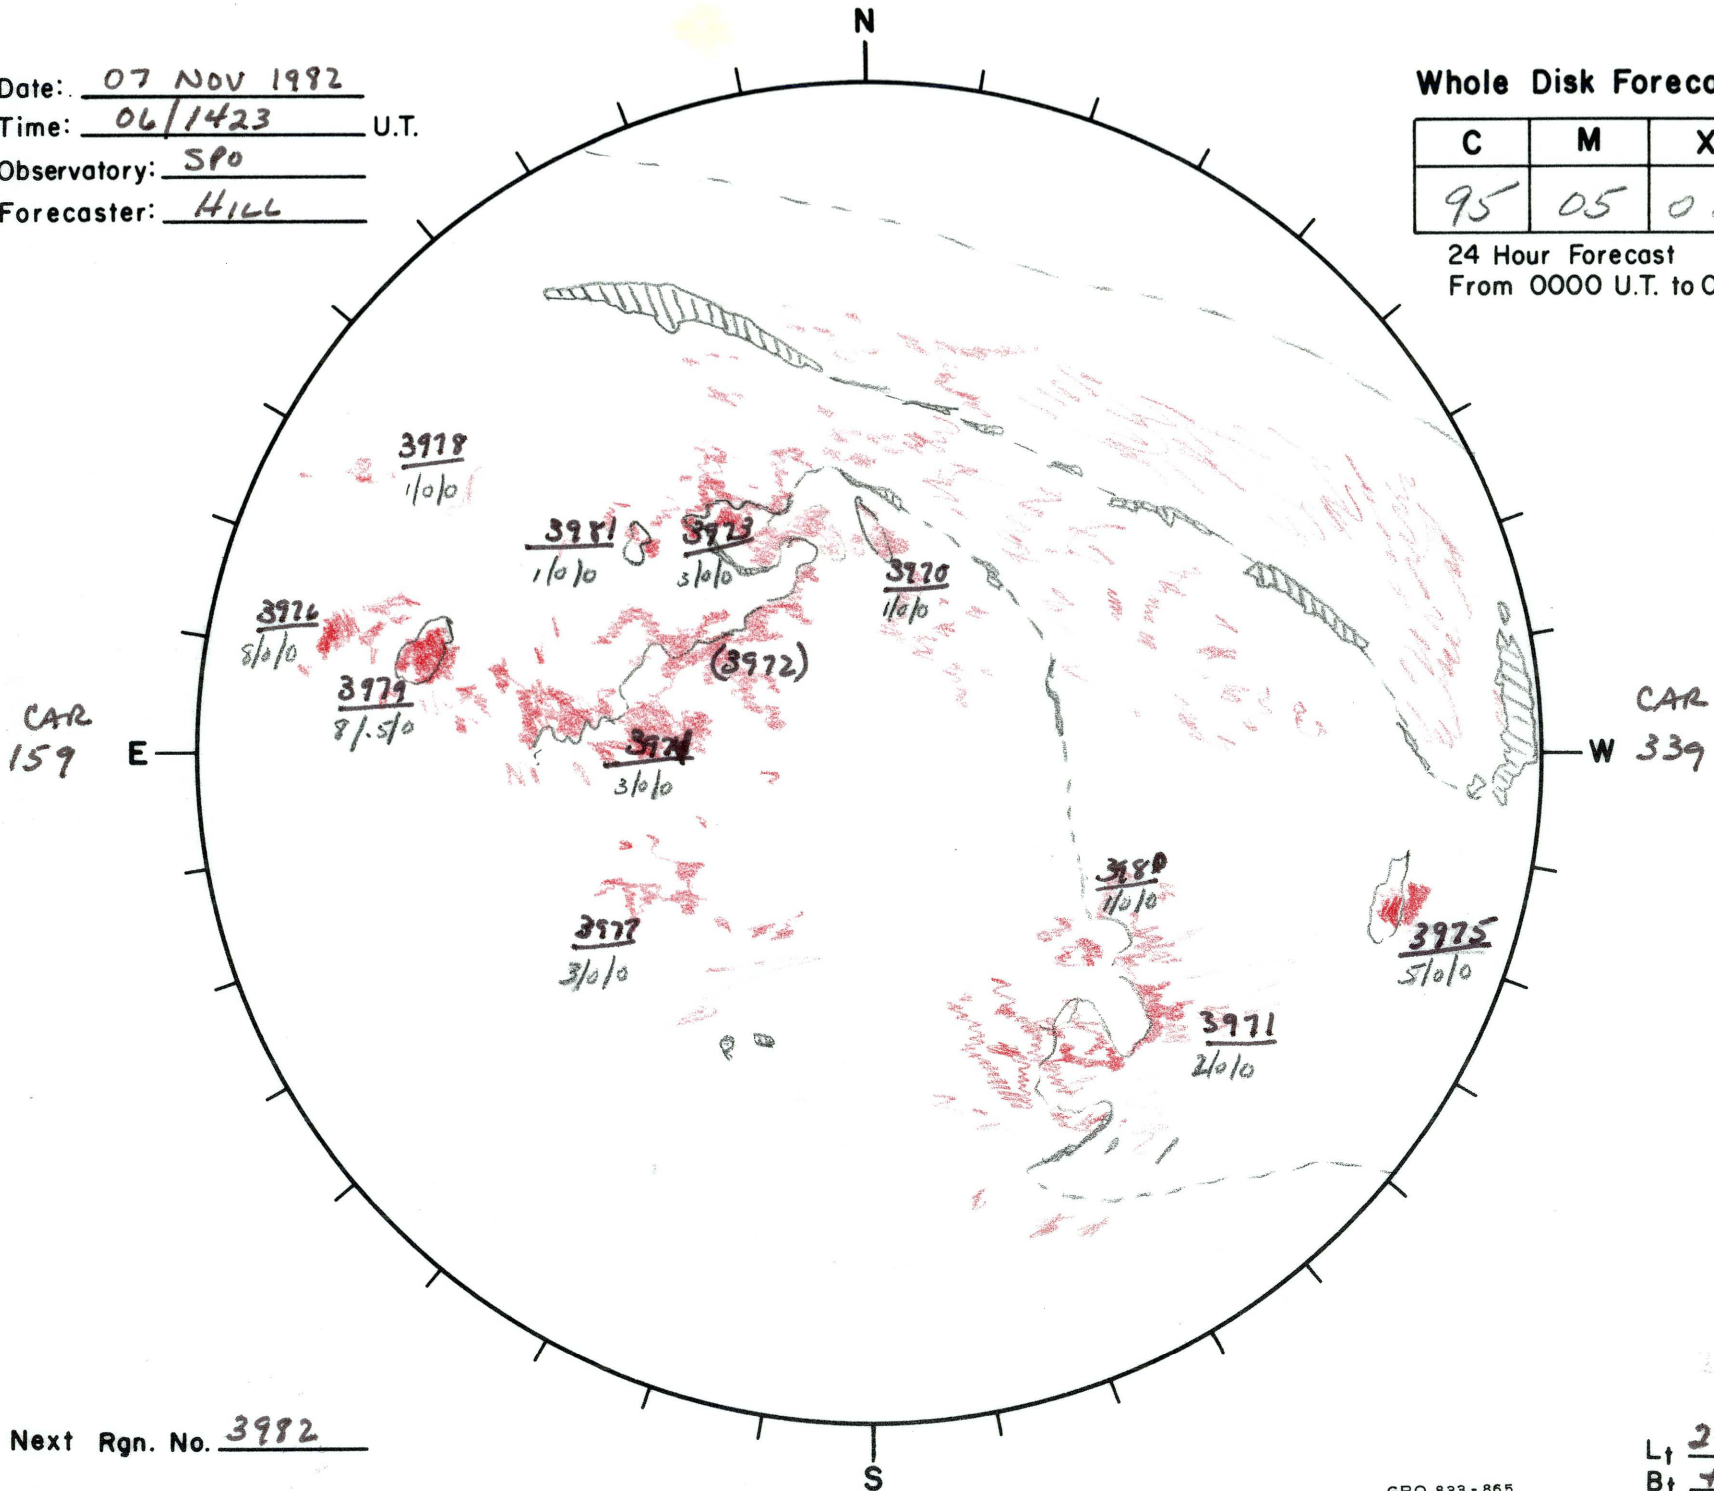 N
Date: 07 NOV 1982
Time: 06/1423 U.T.
Observatory: SPO
Forecaster: HILL
Whole Disk
C M X
95 05
24 Hour Forecast
From 0000 U.T. to
3978
1/0/0
3981
1/0/0
3973
3/0/0
3970
1/0/0
3976
8/0/0
(3972)
3979
8/.5/0
CAR
159
E
W
CAR
339
3974
3/0/0
3980
1/0/0
3977
3/0/0
3975
5/0/0
3971
2/0/0
Next Rgn. No. 3982
S
Lt
Bt